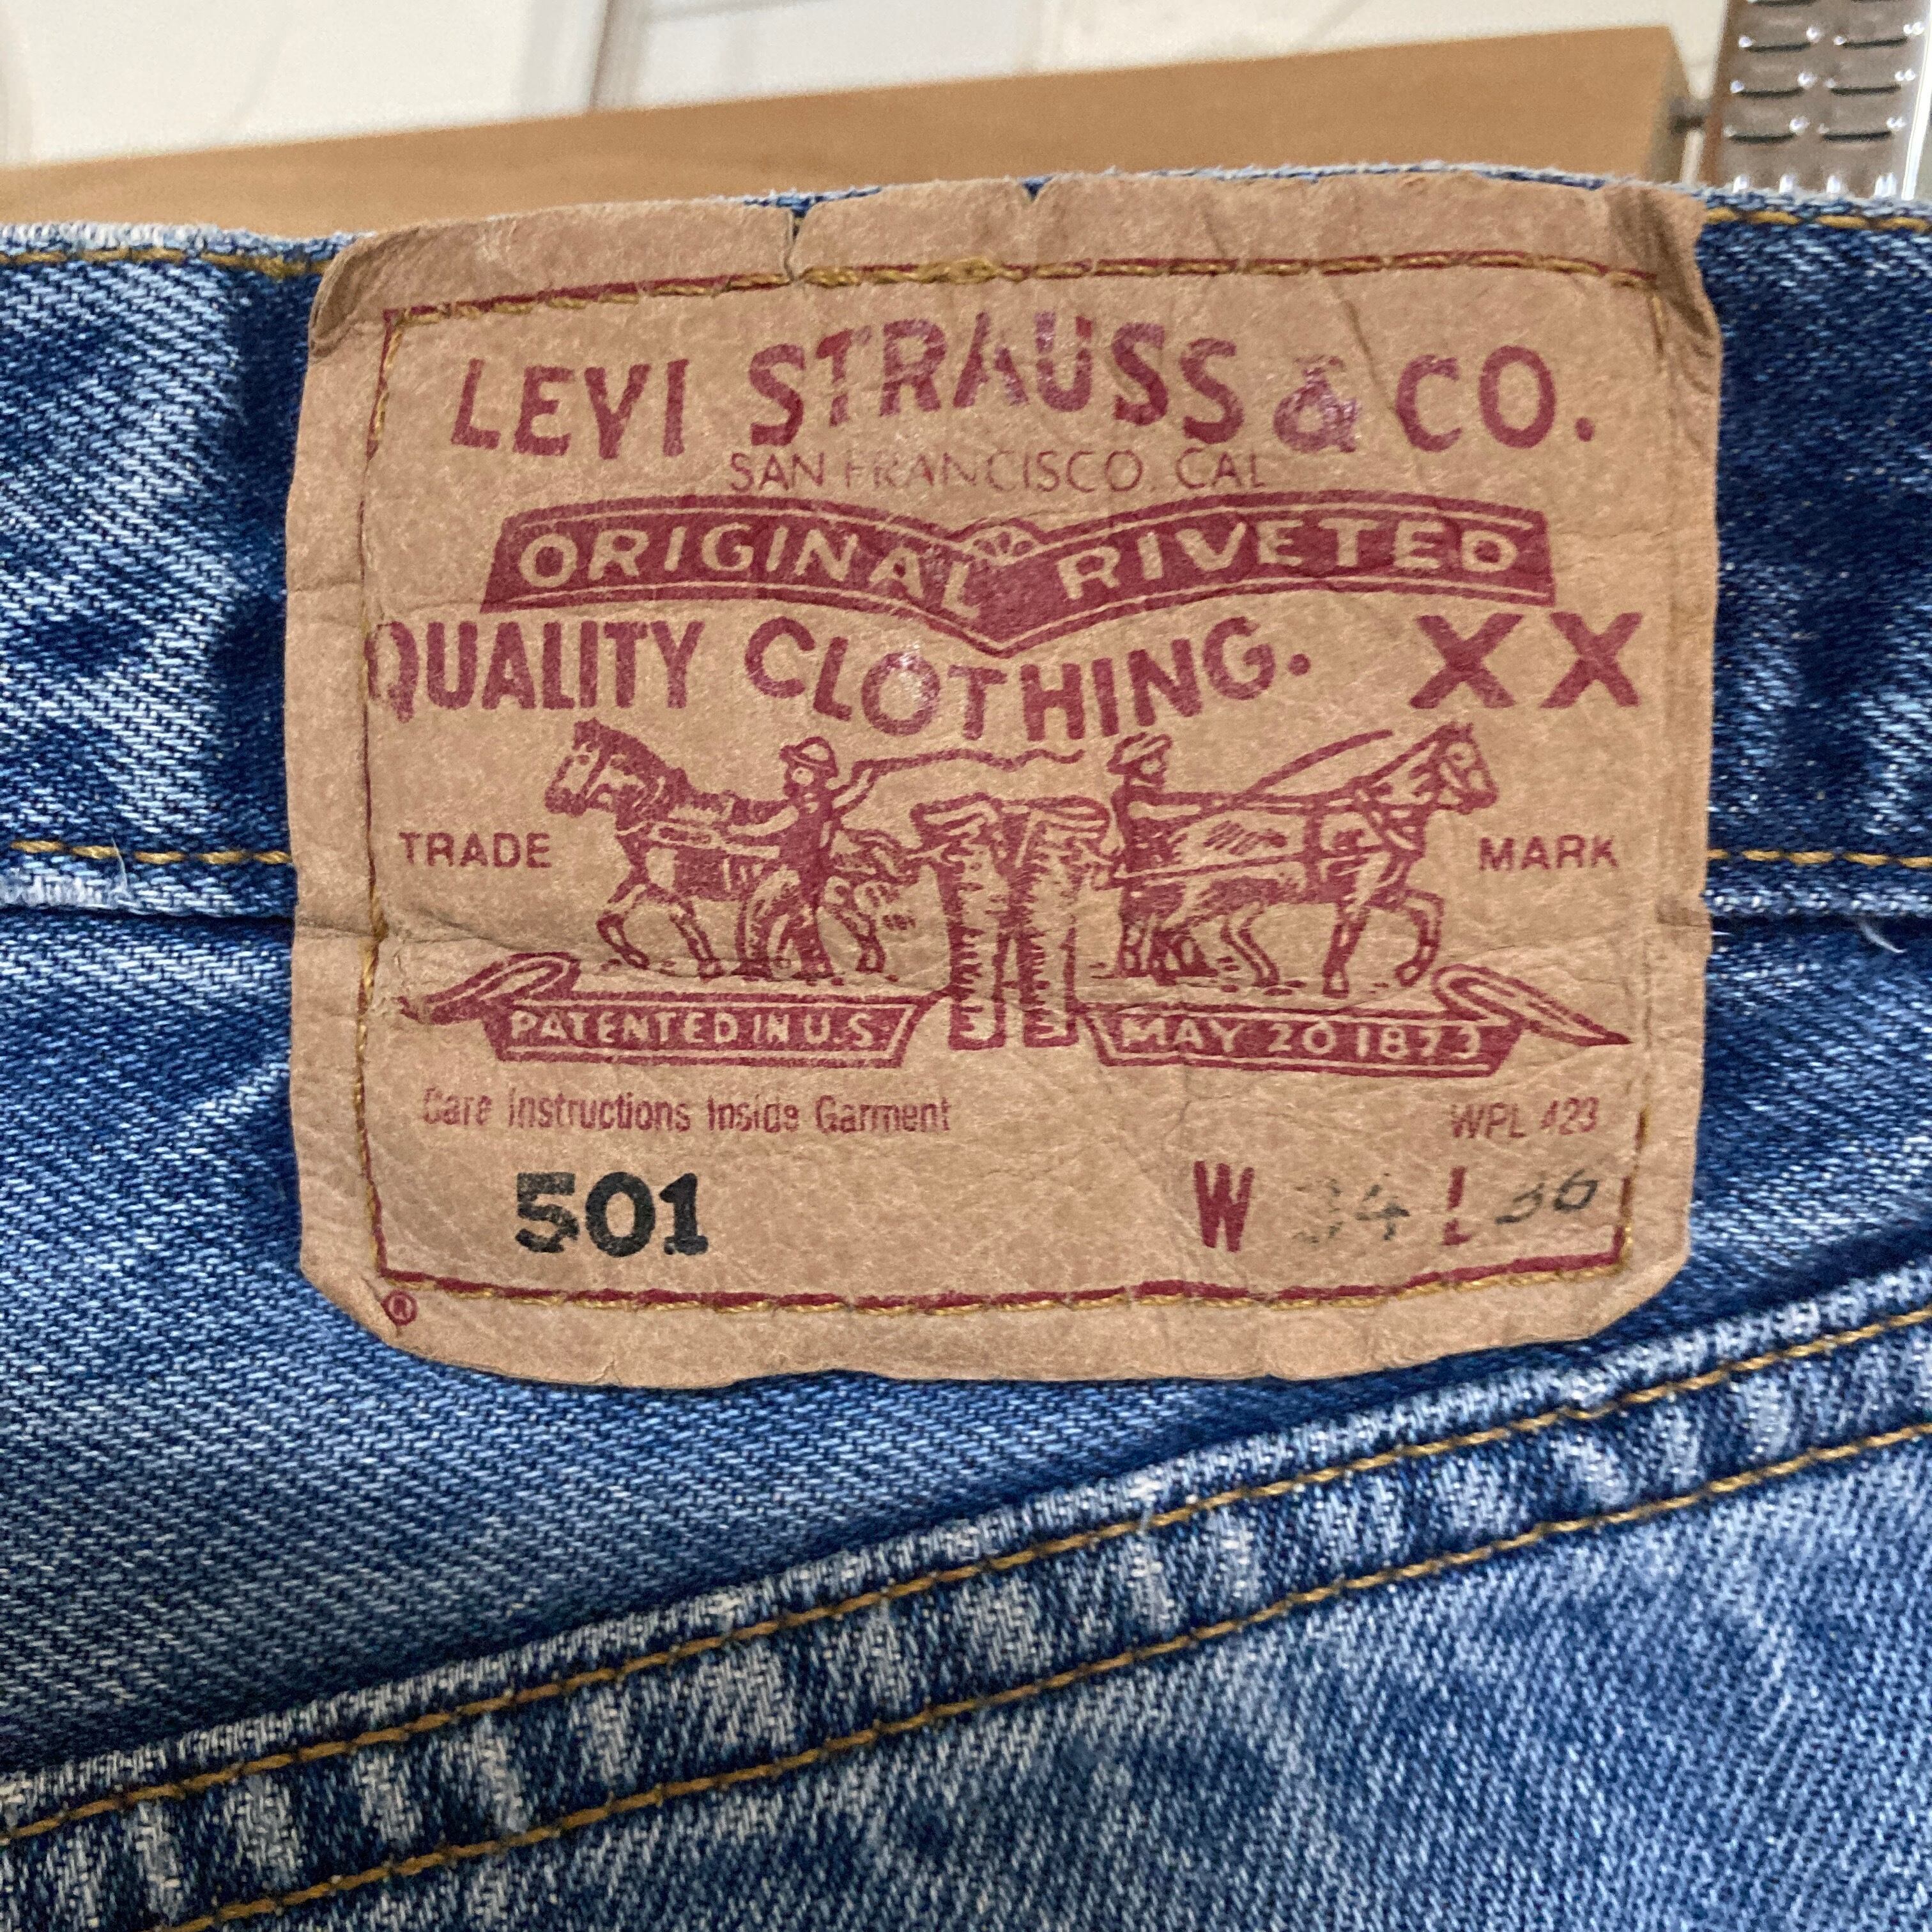 LEVI STRAUSS & CO.
SAN FRANCISCO, CAL
ORIGINAL RIVETED
QUALITY CLOTHING. XX
TRADE MARK
PATENTED IN U.S. MAY 20 1873
Care Instructions Inside Garment WPL 423
501 W 34 L 36
®